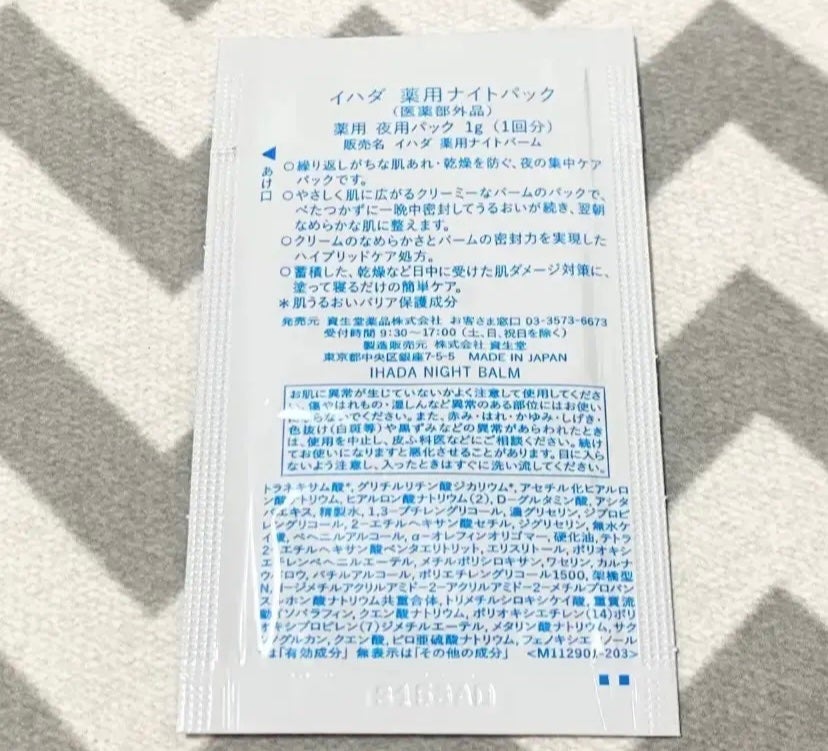 イハダ 薬用ナイトパック
(医薬部外品)
薬用 夜用パック 1g (1回分)
販売名 イハダ 薬用ナイトバーム
◀あけ口
○繰り返しがちな肌あれ・乾燥を防ぐ、夜の集中ケア
パックです。
○やさしく肌に広がるクリーミーなバームのパックで、
べたつかずに一晩中密封してうるおいが続き、翌朝
なめらかな肌に整えます。
○クリームのなめらかさとバームの密封力を実現した
ハイブリッドケア処方。
○蓄積した、乾燥など日中に受けた肌ダメージ対策に、
塗って寝るだけの簡単ケア。
*肌うるおいバリア保護成分
発売元 資生堂薬品株式会社 お客さま窓口 03-3573-6673
受付時間 9:30~17:00 (土、日、祝日を除く)
製造販売元 株式会社 資生堂
東京都中央区銀座7-5-5 MADE IN JAPAN
IHADA NIGHT BALM
お肌に異常が生じていないかよく注意して使用してくださ
い。傷やはれもの・湿しんなど異常のある部位にはお使い
にならないでください。また、赤み・はれ・かゆみ・しげき、
色抜け(白斑等)や黒ずみなどの異常があらわれたとき
は、使用を中止し、皮ふ科医などにご相談ください。続け
てお使いになりますと悪化させることがあります。目に入ら
ないよう注意し、入ったときはすぐに洗い流してください。
トラネキサム酸*, グリチルリチン酸ジカリウム*, アセチル化ヒアルロ
ン酸ナトリウム, ヒアルロン酸ナトリウム(2), D-グルタミン酸, アシタ
バエキス, 精製水, 1,3-ブチレングリコール, 濃グリセリン, ジプロピ
レングリコール, 2-エチルヘキサン酸セチル, ジグリセリン, 無水ケ
イ酸, ベヘニルアルコール, α-オレフィンオリゴマー, 硬化油, テトラ
2-エチルヘキサン酸ペンタエリトリット, エリスリトール, ポリオキシ
エチレンベヘニルエーテル, メチルポリシロキサン, ワセリン, カルナ
ウバロウ, バチルアルコール, ポリエチレングリコール1500, 架橋型
N,N-ジメチルアクリルアミド-2-アクリルアミド-2-メチルプロパン
スルホン酸ナトリウム共重合体, トリメチルシロキシケイ酸, 重質流
動イソパラフィン, クエン酸ナトリウム, ポリオキシエチレン(14)ポリ
オキシプロピレン(7)ジメチルエーテル, メタリン酸ナトリウム, サク
シノグルカン, クエン酸, ピロ亜硫酸ナトリウム, フェノキシエタノール
*は「有効成分」 無表示は「その他の成分」 <M112901-203>